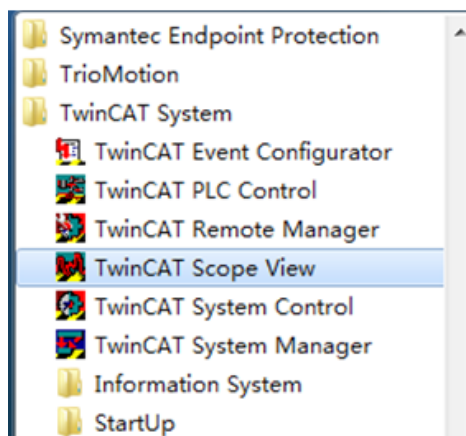 Symantec Endpoint Protection
TrioMotion
TwinCAT System
TwinCAT Event Configurator
TwinCAT PLC Control
TwinCAT Remote Manager
TwinCAT Scope View
TwinCAT System Control
TwinCAT System Manager
Information System
StartUp